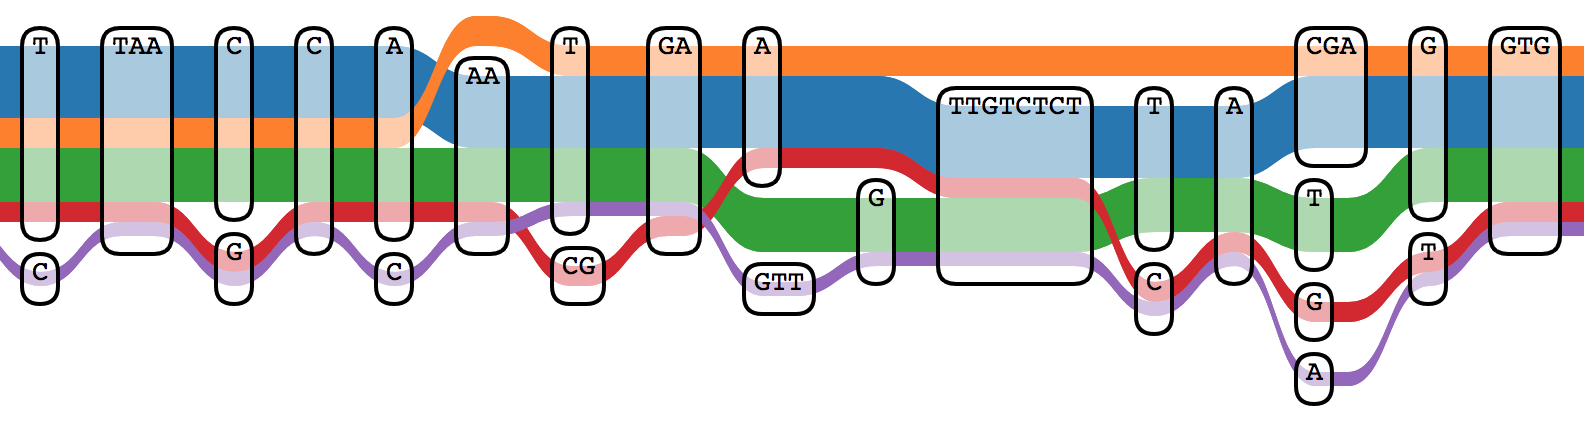 T TAA C C A T GA A CGA G GTG
AA
TTGTCTCT T A
G T
G C CG T
C C GTT C G
A